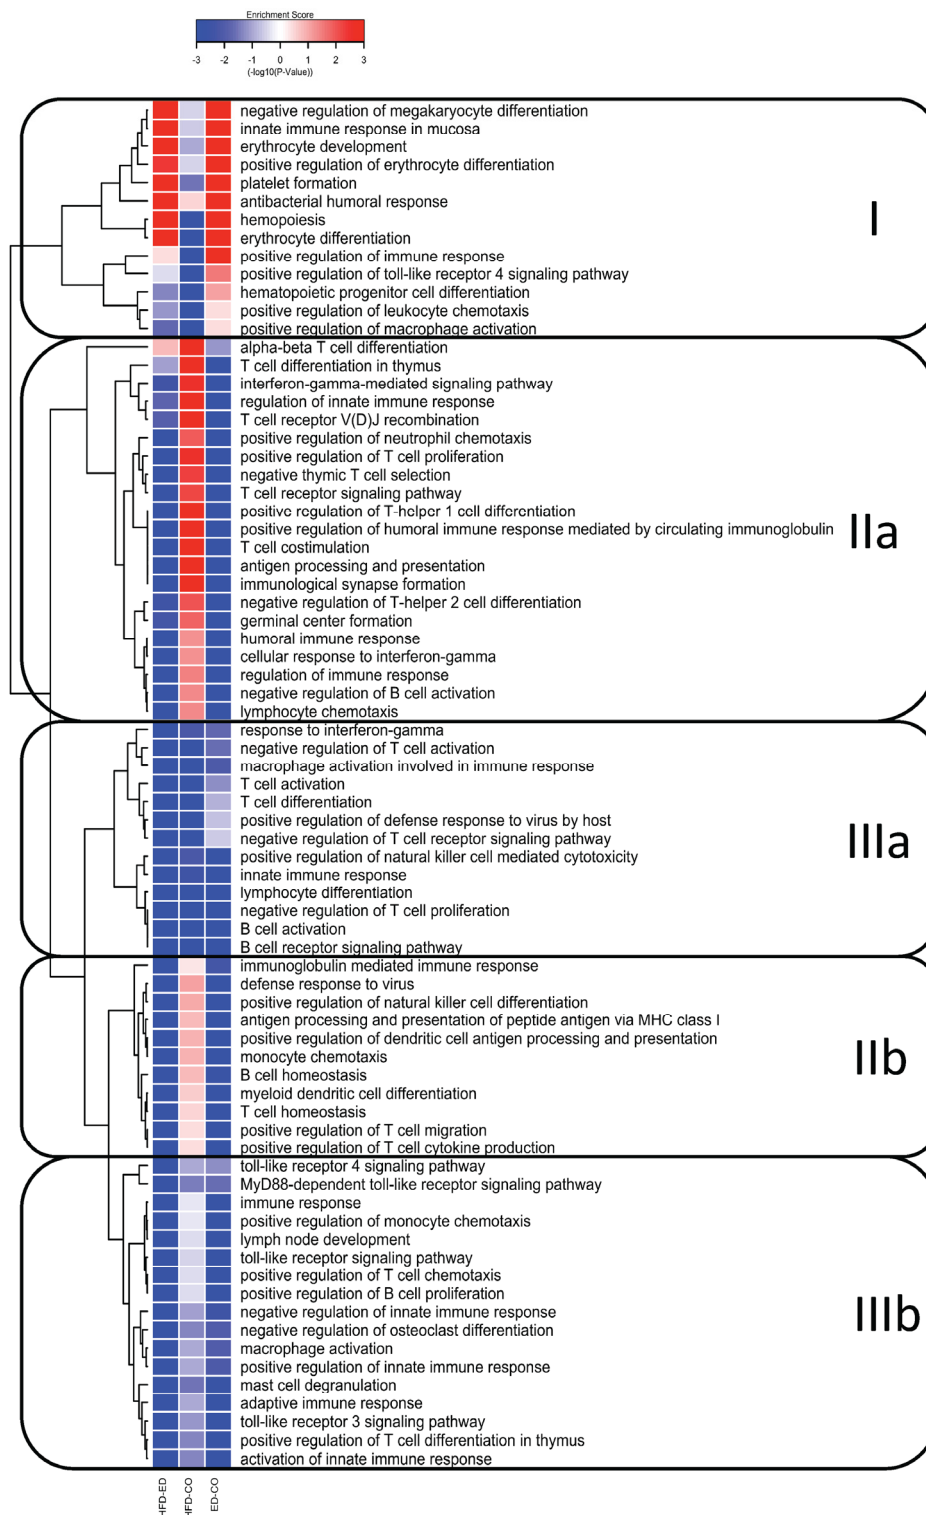 Enrichment Score
-3 -2 -1 0 1 2 3
(-log10(P-Value))
negative regulation of megakaryocyte differentiation
innate immune response in mucosa
erythrocyte development
positive regulation of erythrocyte differentiation
platelet formation
antibacterial humoral response
hemopoiesis
erythrocyte differentiation
positive regulation of immune response
positive regulation of toll-like receptor 4 signaling pathway
hematopoietic progenitor cell differentiation
positive regulation of leukocyte chemotaxis
positive regulation of macrophage activation
I
alpha-beta T cell differentiation
T cell differentiation in thymus
interferon-gamma-mediated signaling pathway
regulation of innate immune response
T cell receptor V(D)J recombination
positive regulation of neutrophil chemotaxis
positive regulation of T cell proliferation
negative thymic T cell selection
T cell receptor signaling pathway
positive regulation of T-helper 1 cell differentiation
positive regulation of humoral immune response mediated by circulating immunoglobulin
T cell costimulation
antigen processing and presentation
immunological synapse formation
negative regulation of T-helper 2 cell differentiation
germinal center formation
humoral immune response
cellular response to interferon-gamma
regulation of immune response
negative regulation of B cell activation
lymphocyte chemotaxis
IIa
response to interferon-gamma
negative regulation of T cell activation
macrophage activation involved in immune response
T cell activation
T cell differentiation
positive regulation of defense response to virus by host
negative regulation of T cell receptor signaling pathway
positive regulation of natural killer cell mediated cytotoxicity
innate immune response
lymphocyte differentiation
negative regulation of T cell proliferation
B cell activation
B cell receptor signaling pathway
IIIa
immunoglobulin mediated immune response
defense response to virus
positive regulation of natural killer cell differentiation
antigen processing and presentation of peptide antigen via MHC class I
positive regulation of dendritic cell antigen processing and presentation
monocyte chemotaxis
B cell homeostasis
myeloid dendritic cell differentiation
T cell homeostasis
positive regulation of T cell migration
positive regulation of T cell cytokine production
IIb
toll-like receptor 4 signaling pathway
MyD88-dependent toll-like receptor signaling pathway
immune response
positive regulation of monocyte chemotaxis
lymph node development
toll-like receptor signaling pathway
positive regulation of T cell chemotaxis
positive regulation of B cell proliferation
negative regulation of innate immune response
negative regulation of osteoclast differentiation
macrophage activation
positive regulation of innate immune response
mast cell degranulation
adaptive immune response
toll-like receptor 3 signaling pathway
positive regulation of T cell differentiation in thymus
activation of innate immune response
IIIb
HFD-ED
HFD-CO
ED-CO